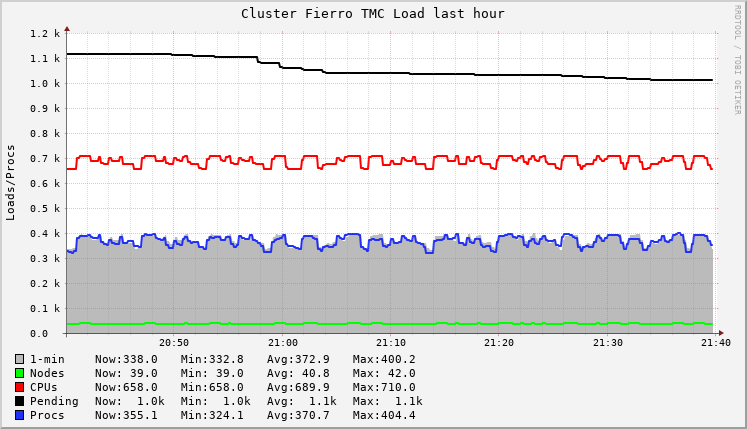 Cluster Fierro TMC Load last hour
RRDTOOL / TOBI OETIKER
Loads/Procs
1.2 k
1.1 k
1.0 k
0.9 k
0.8 k
0.7 k
0.6 k
0.5 k
0.4 k
0.3 k
0.2 k
0.1 k
0.0
20:50 21:00 21:10 21:20 21:30 21:40
1-min Now:338.0 Min:332.8 Avg:372.9 Max:400.2
Nodes Now: 39.0 Min: 39.0 Avg: 40.8 Max: 42.0
CPUs Now:658.0 Min:658.0 Avg:689.9 Max:710.0
Pending Now: 1.0k Min: 1.0k Avg: 1.1k Max: 1.1k
Procs Now:355.1 Min:324.1 Avg:370.7 Max:404.4